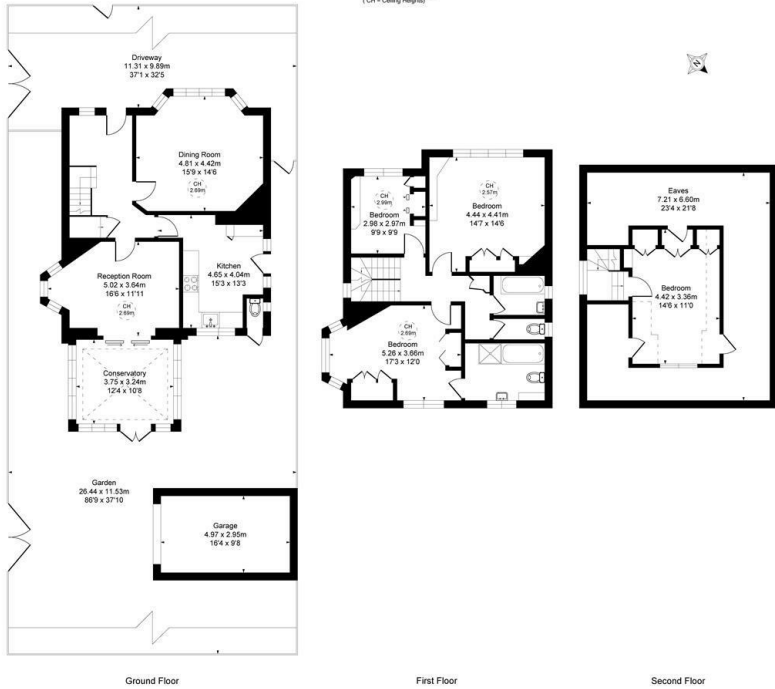 ( CH = Ceiling Heights)
N
Driveway
11.31 x 9.89m
37'1 x 32'5
Dining Room
4.81 x 4.42m
15'9 x 14'6
CH
2.69m
Kitchen
4.65 x 4.04m
15'3 x 13'3
Reception Room
5.02 x 3.64m
16'6 x 11'11
CH
2.69m
Conservatory
3.75 x 3.24m
12'4 x 10'8
Garden
26.44 x 11.53m
86'9 x 37'10
Garage
4.97 x 2.95m
16'4 x 9'8
Ground Floor
CH
2.99m
Bedroom
2.98 x 2.97m
9'9 x 9'9
CH
2.57m
Bedroom
4.44 x 4.41m
14'7 x 14'6
CH
2.69m
Bedroom
5.26 x 3.66m
17'3 x 12'0
First Floor
Eaves
7.21 x 6.60m
23'4 x 21'8
Bedroom
4.42 x 3.36m
14'6 x 11'0
Second Floor